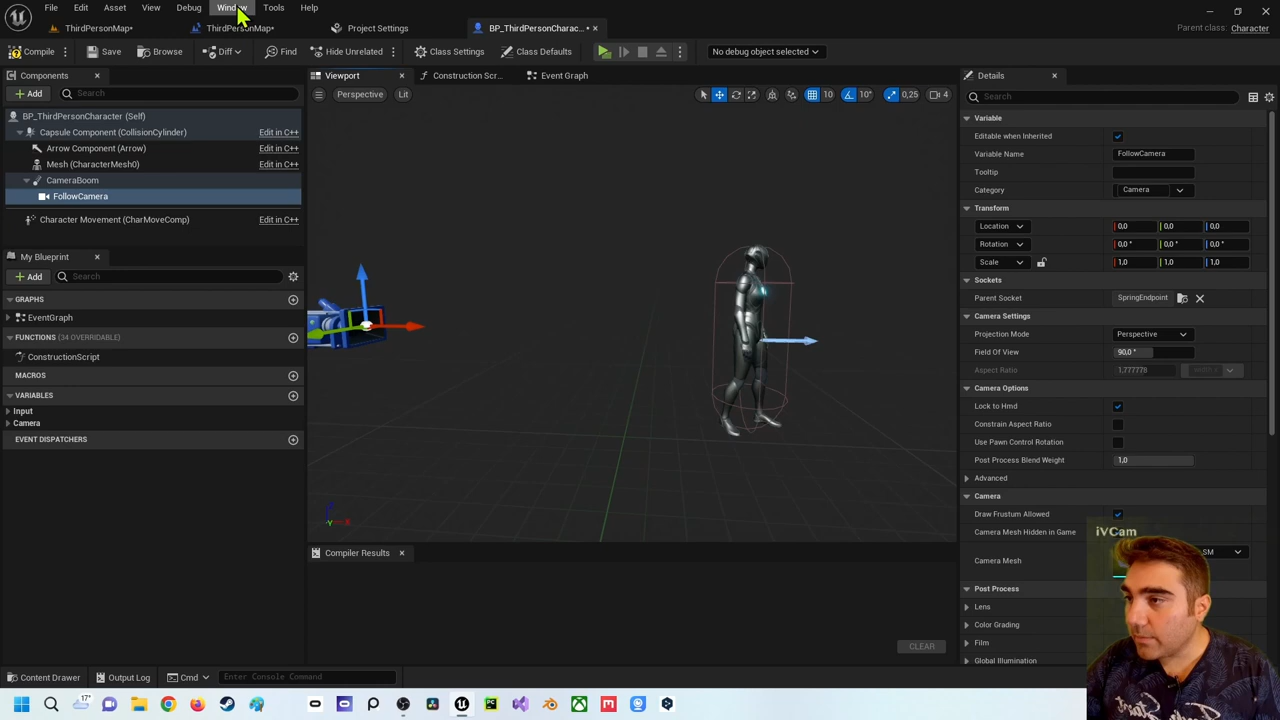 File Edit Asset View Debug Window Tools Help
Parent class: Character
ThirdPersonMap* ThirdPersonMap* Project Settings BP_ThirdPersonCharac...
Compile Save Browse Diff Find Hide Unrelated Class Settings Class Defaults No debug object selected
Components Viewport Construction Scr... Event Graph Details
Add Search Perspective Lit 10 10° 0,25 4 Search
BP_ThirdPersonCharacter (Self)
Capsule Component (CollisionCylinder) Edit in C++
Arrow Component (Arrow) Edit in C++
Mesh (CharacterMesh0) Edit in C++
CameraBoom
FollowCamera
Character Movement (CharMoveComp) Edit in C++
My Blueprint
Add Search
GRAPHS
EventGraph
FUNCTIONS (34 OVERRIDABLE)
ConstructionScript
MACROS
VARIABLES
Input
Camera
EVENT DISPATCHERS
Compiler Results
CLEAR
Variable
Editable when Inherited
Variable Name FollowCamera
Tooltip
Category Camera
Transform
Location 0,0 0,0 0,0
Rotation 0,0 ° 0,0 ° 0,0 °
Scale 1,0 1,0 1,0
Sockets
Parent Socket SpringEndpoint
Camera Settings
Projection Mode Perspective
Field Of View 90,0 °
Aspect Ratio 1,777778
Camera Options
Lock to Hmd
Constrain Aspect Ratio
Use Pawn Control Rotation
Post Process Blend Weight 1,0
Advanced
Camera
Draw Frustum Allowed
Camera Mesh Hidden in Game
iVCam
Camera Mesh SM
Post Process
Lens
Color Grading
Film
Global Illumination
Content Drawer Output Log Cmd Enter Console Command
17°